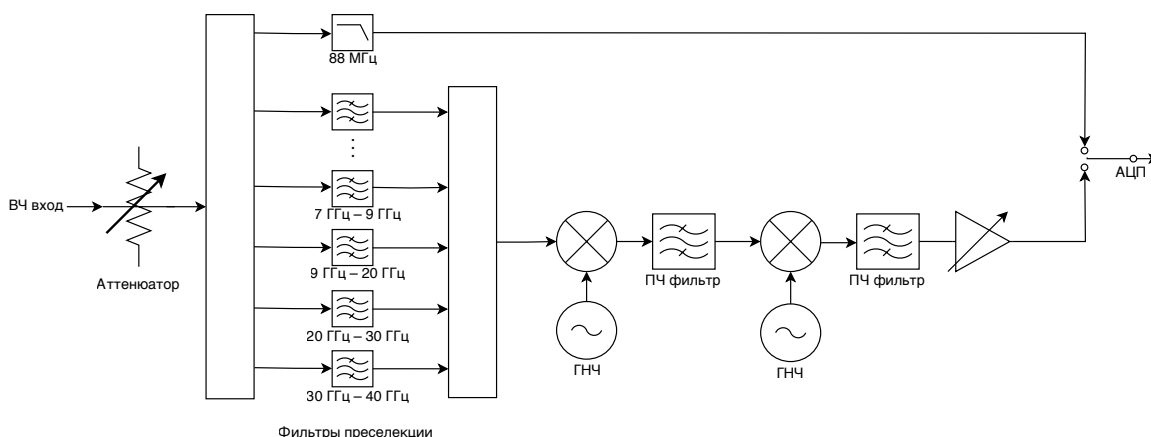 88 МГц
7 ГГц – 9 ГГц
ВЧ вход
АЦП
9 ГГц – 20 ГГц
Аттенюатор
ПЧ фильтр
ПЧ фильтр
20 ГГц – 30 ГГц
ГНЧ
ГНЧ
30 ГГц – 40 ГГц
Фильтры преселекции